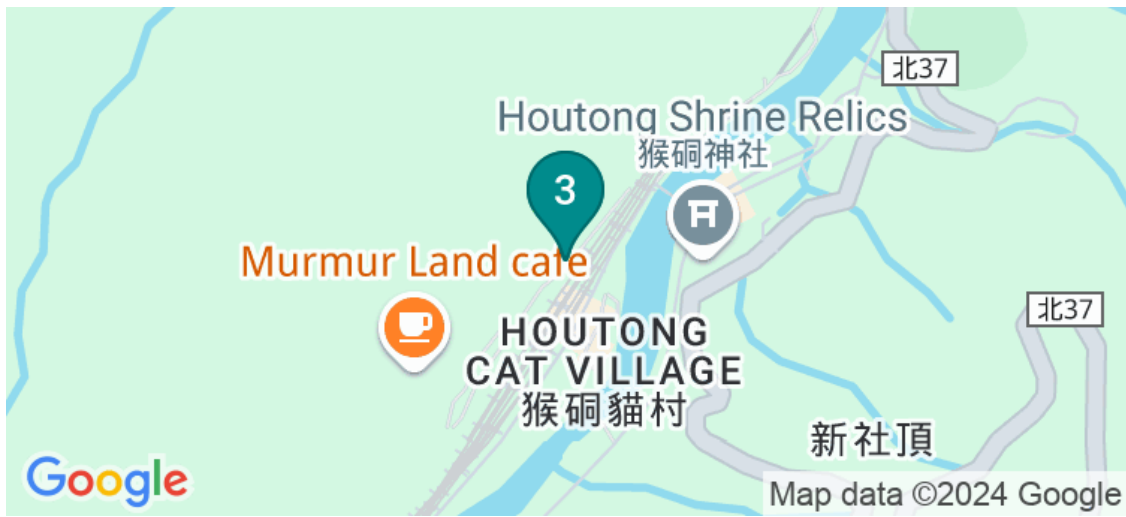 北37
Houtong Shrine Relics
猴硐神社
3
Murmur Land cafe
北37
HOUTONG
CAT VILLAGE
猴硐貓村
新社頂
Google
Map data ©2024 Google